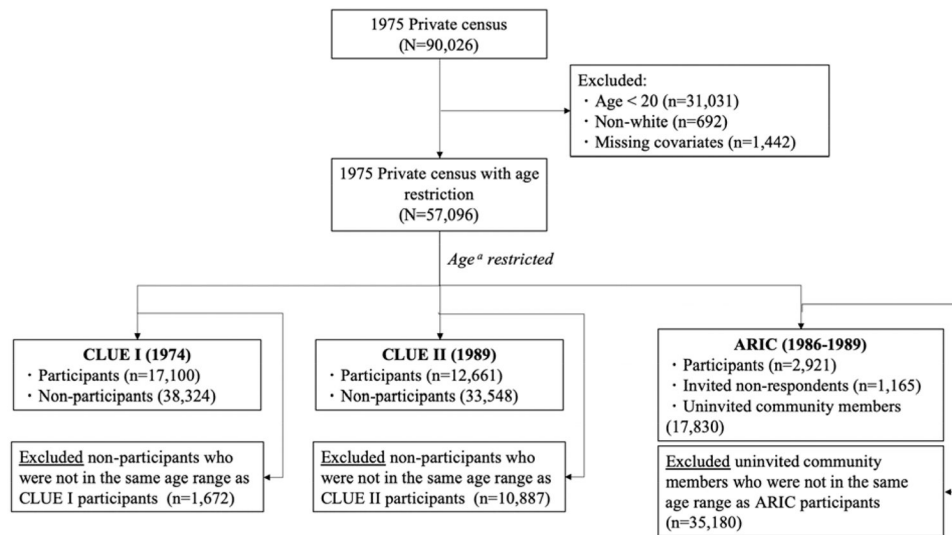 1975 Private census
(N=90,026)
Excluded:
· Age < 20 (n=31,031)
· Non-white (n=692)
· Missing covariates (n=1,442)
1975 Private census with age
restriction
(N=57,096)
Age a restricted
CLUE I (1974)
· Participants (n=17,100)
· Non-participants (38,324)
CLUE II (1989)
· Participants (n=12,661)
· Non-participants (33,548)
ARIC (1986-1989)
· Participants (n=2,921)
· Invited non-respondents (n=1,165)
· Uninvited community members
(17,830)
Excluded non-participants who
were not in the same age range as
CLUE I participants (n=1,672)
Excluded non-participants who
were not in the same age range as
CLUE II participants (n=10,887)
Excluded uninvited community
members who were not in the same
age range as ARIC participants
(n=35,180)